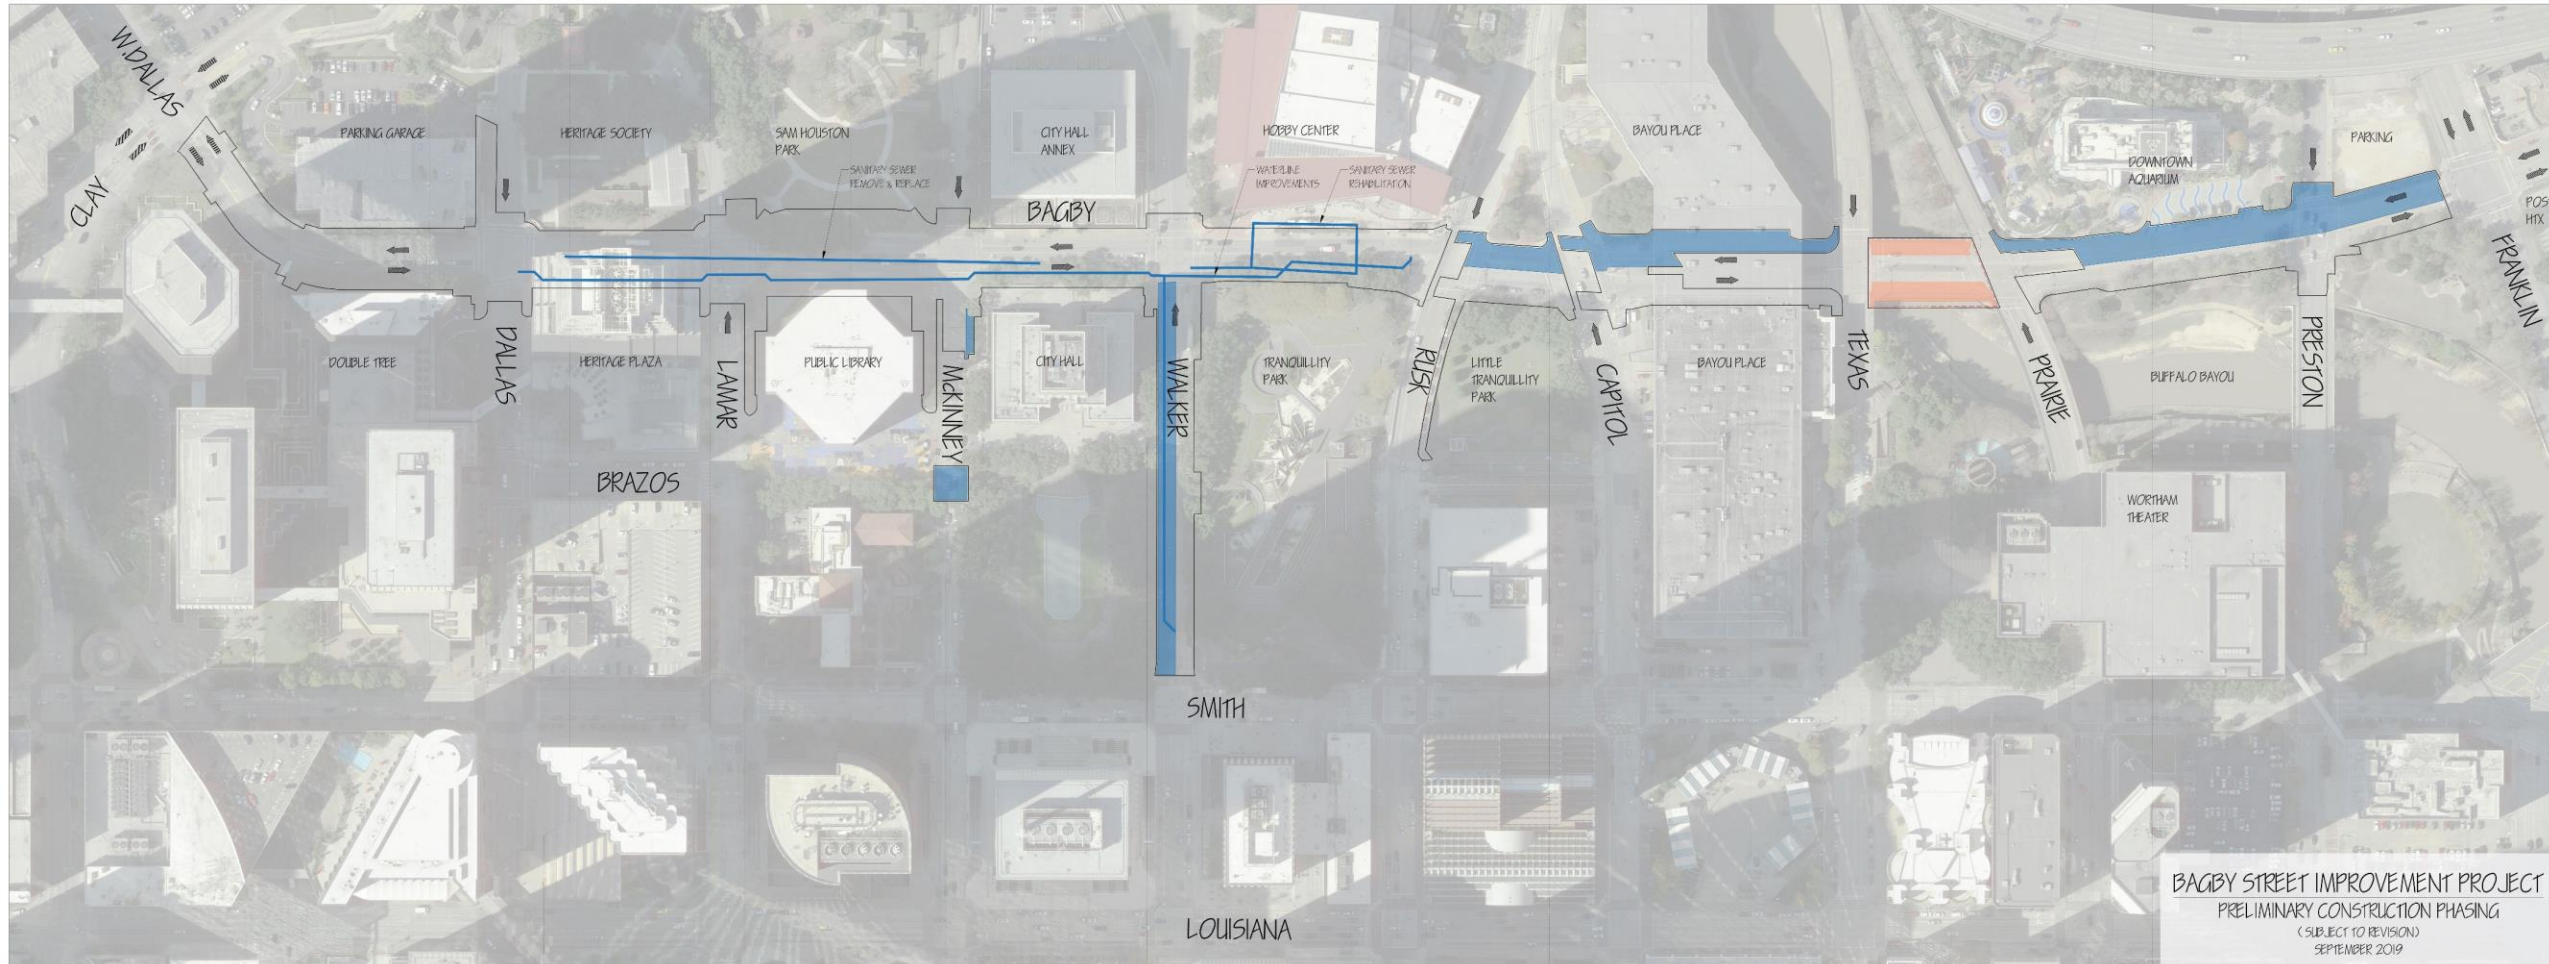 W.DALLAS
CLAY
PARKING GARAGE
HERITAGE SOCIETY
SAM HOUSTON
PARK
CITY HALL
ANNEX
HOBBY CENTER
BAYOU PLACE
DOWNTOWN
AQUARIUM
PARKING
POS
HTX
FRANKLIN
SANITARY SEWER
REMOVE & REPLACE
WATERLINE
IMPROVEMENTS
SANITARY SEWER
REHABILITATION
BAGBY
DOUBLE TREE
DALLAS
HERITAGE PLAZA
LAMAR
PUBLIC LIBRARY
McKINNEY
CITY HALL
WALKER
TRANQUILLITY
PARK
RUSK
LITTLE
TRANQUILLITY
PARK
CAPITOL
BAYOU PLACE
TEXAS
PRAIRIE
BUFFALO BAYOU
PRESTON
BRAZOS
WORTHAM
THEATER
SMITH
LOUISIANA
BAGBY STREET IMPROVEMENT PROJECT
PRELIMINARY CONSTRUCTION PHASING
(SUBJECT TO REVISION)
SEPTEMBER 2019